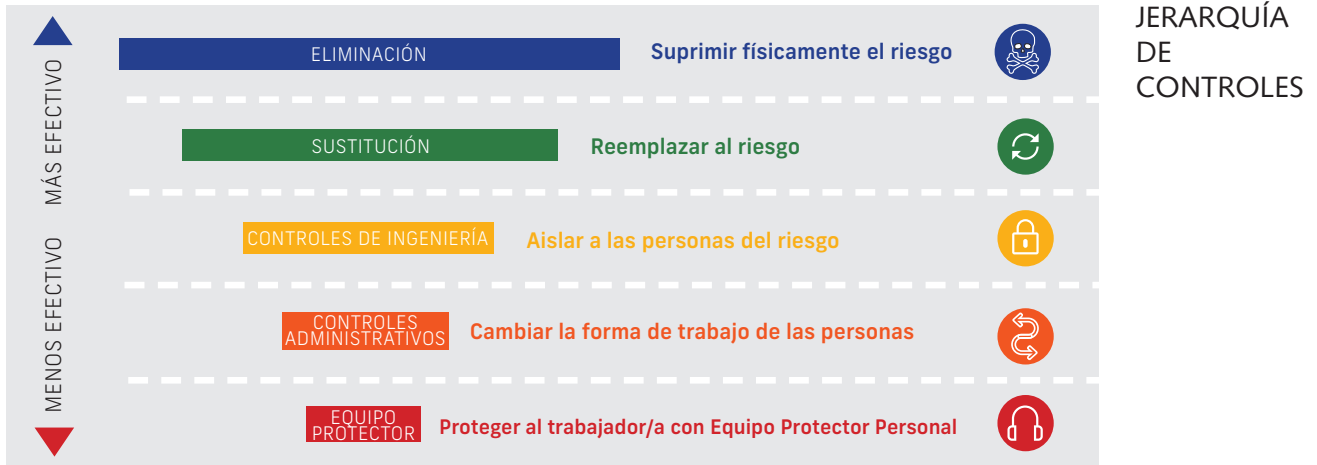 JERARQUÍA
DE
CONTROLES
MÁS EFECTIVO
MENOS EFECTIVO
ELIMINACIÓN
Suprimir físicamente el riesgo
SUSTITUCIÓN
Reemplazar al riesgo
CONTROLES DE INGENIERÍA
Aislar a las personas del riesgo
CONTROLES
ADMINISTRATIVOS
Cambiar la forma de trabajo de las personas
EQUIPO
PROTECTOR
Proteger al trabajador/a con Equipo Protector Personal